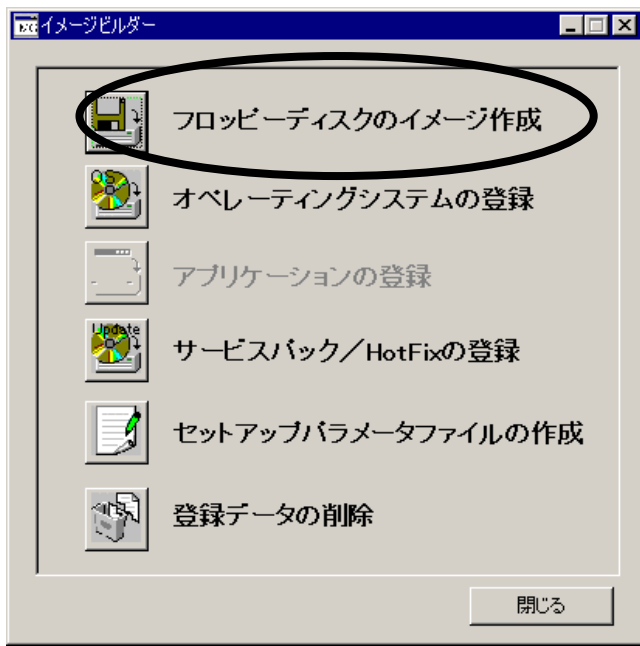 イメージビルダー
フロッピーディスクのイメージ作成
オペレーティングシステムの登録
アプリケーションの登録
Update
サービスパック／HotFixの登録
セットアップパラメータファイルの作成
登録データの削除
閉じる